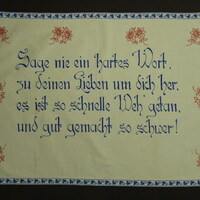 Sage nie ein hartes Wort,
zu deinen Lieben um dich her,
es ist so schnelle Weh getan,
und gut gemacht so schwer!